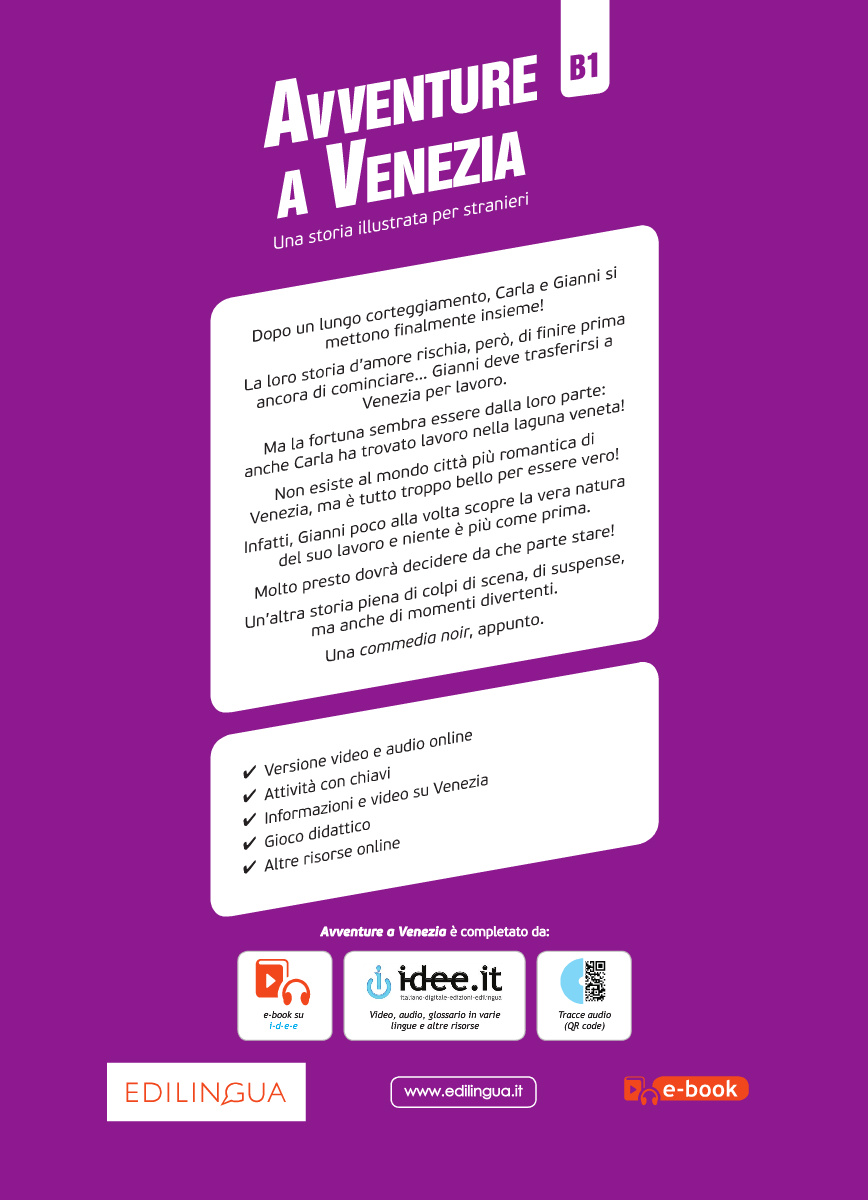 B1
AVVENTURE
A VENEZIA
Una storia illustrata per stranieri
Dopo un lungo corteggiamento, Carla e Gianni si
mettono finalmente insieme!
La loro storia d'amore rischia, però, di finire prima
ancora di cominciare... Gianni deve trasferirsi a
Venezia per lavoro.
Ma la fortuna sembra essere dalla loro parte:
anche Carla ha trovato lavoro nella laguna veneta!
Non esiste al mondo città più romantica di
Venezia, ma è tutto troppo bello per essere vero!
Infatti, Gianni poco alla volta scopre la vera natura
del suo lavoro e niente è più come prima.
Molto presto dovrà decidere da che parte stare!
Un'altra storia piena di colpi di scena, di suspense,
ma anche di momenti divertenti.
Una commedia noir, appunto.
✔ Versione video e audio online
✔ Attività con chiavi
✔ Informazioni e video su Venezia
✔ Gioco didattico
✔ Altre risorse online
Avventure a Venezia è completato da:
e-book su
i-d-e-e
idee.it
italiano-digitale-edizioni-edilingua
Video, audio, glossario in varie
lingue e altre risorse
Tracce audio
(QR code)
EDILINGUA
www.edilingua.it
e-book